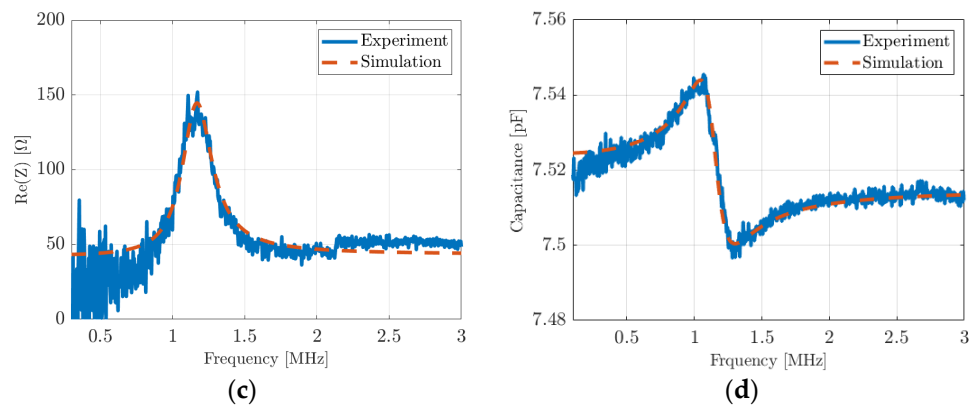 200
150
100
50
0
Re(Z) [Ω]
Experiment
Simulation
0.5 1 1.5 2 2.5 3
Frequency [MHz]
(c)
7.56
7.54
7.52
7.5
7.48
Capacitance [pF]
Experiment
Simulation
0.5 1 1.5 2 2.5 3
Frquency [MHz]
(d)